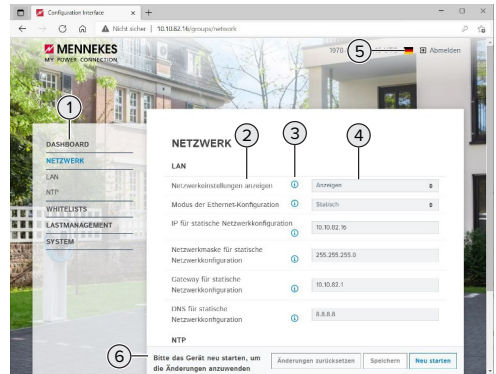 Configuration Interface
Nicht sicher | 10.10.82.16/groups/network
MENNEKES
MY POWER CONNECTION
1970
5
Abmelden
1
DASHBOARD
NETZWERK
LAN
NTP
WHITELISTS
LASTMANAGEMENT
SYSTEM
NETZWERK
2
3
4
LAN
Netzwerkeinstellungen anzeigen
Anzeigen
Modus der Ethernet-Konfiguration
Statisch
IP für statische Netzwerkkonfiguration
10.10.82.16
Netzwerkmaske für statische
Netzwerkkonfiguration
255.255.255.0
Gateway für statische
Netzwerkkonfiguration
10.10.82.1
DNS für statische
Netzwerkkonfiguration
8.8.8.8
NTP
6
Bitte das Gerät neu starten, um
die Änderungen anzuwenden
Änderungen zurücksetzen
Speichern
Neu starten